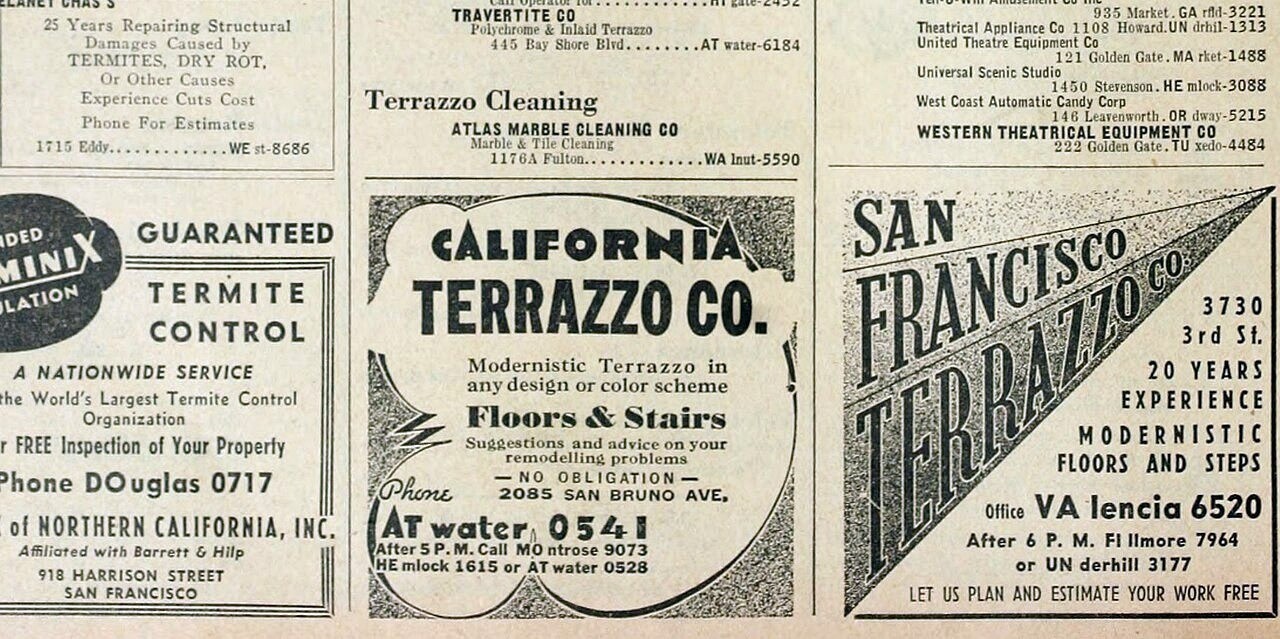 25 Years Repairing Structural
Damages Caused by
TERMITES, DRY ROT,
Or Other Causes
Experience Cuts Cost
Phone For Estimates
1715 Eddy.............WE st-8686
GUARANTEED
TERMITE
CONTROL
A NATIONWIDE SERVICE
the World's Largest Termite Control
Organization
FREE Inspection of Your Property
Phone DOuglas 0717
of NORTHERN CALIFORNIA, INC.
Affiliated with Barrett & Hilp
918 HARRISON STREET
SAN FRANCISCO
TRAVERTITE CO
Polychrome & Inlaid Terrazzo
445 Bay Shore Blvd........AT water-6184
Terrazzo Cleaning
ATLAS MARBLE CLEANING CO
Marble & Tile Cleaning
1176A Fulton............WA lnut-5590
CALIFORNIA
TERRAZZO CO.
Modernistic Terrazzo in
any design or color scheme
Floors & Stairs
Suggestions and advice on your
remodelling problems
— NO OBLIGATION —
Phone 2085 SAN BRUNO AVE.
AT water 0541
After 5 P. M. Call MO ntrose 9073
HE mlock 1615 or AT water 0528
935 Market. GA rfld-3221
Theatrical Appliance Co 1108 Howard. UN drhil-1313
United Theatre Equipment Co
121 Golden Gate. MA rket-1488
Universal Scenic Studio
1450 Stevenson. HE mlock-3088
West Coast Automatic Candy Corp
146 Leavenworth. OR dway-5215
WESTERN THEATRICAL EQUIPMENT CO
222 Golden Gate. TU xedo-4484
SAN
FRANCISCO
TERRAZZO CO.
3730
3rd St.
20 YEARS
EXPERIENCE
MODERNISTIC
FLOORS AND STEPS
Office VA lencia 6520
After 6 P. M. FI llmore 7964
or UN derhill 3177
LET US PLAN AND ESTIMATE YOUR WORK FREE